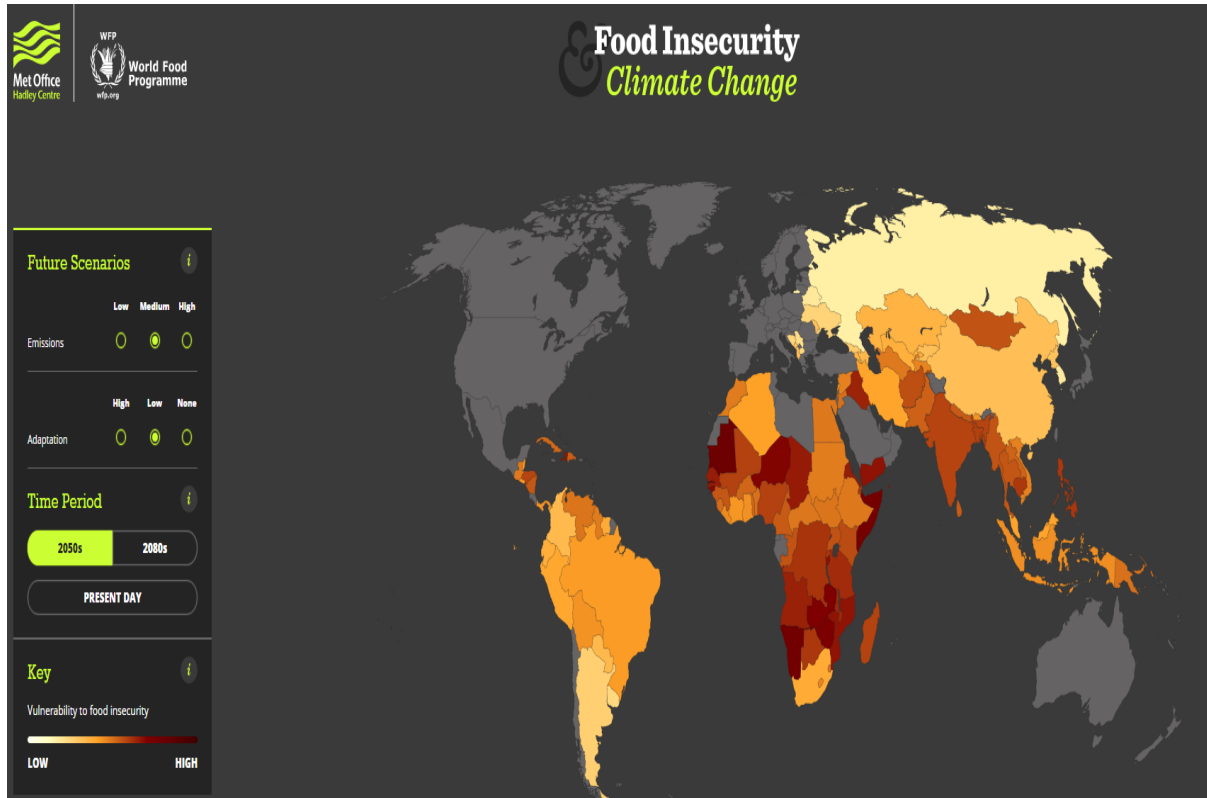 Met Office
Hadley Centre
WFP
wfp.org
World Food
Programme
&
Food Insecurity
Climate Change
Future Scenarios
i
Low Medium High
Emissions
High Low None
Adaptation
Time Period
i
2050s 2080s
PRESENT DAY
Key
i
Vulnerability to food insecurity
LOW HIGH